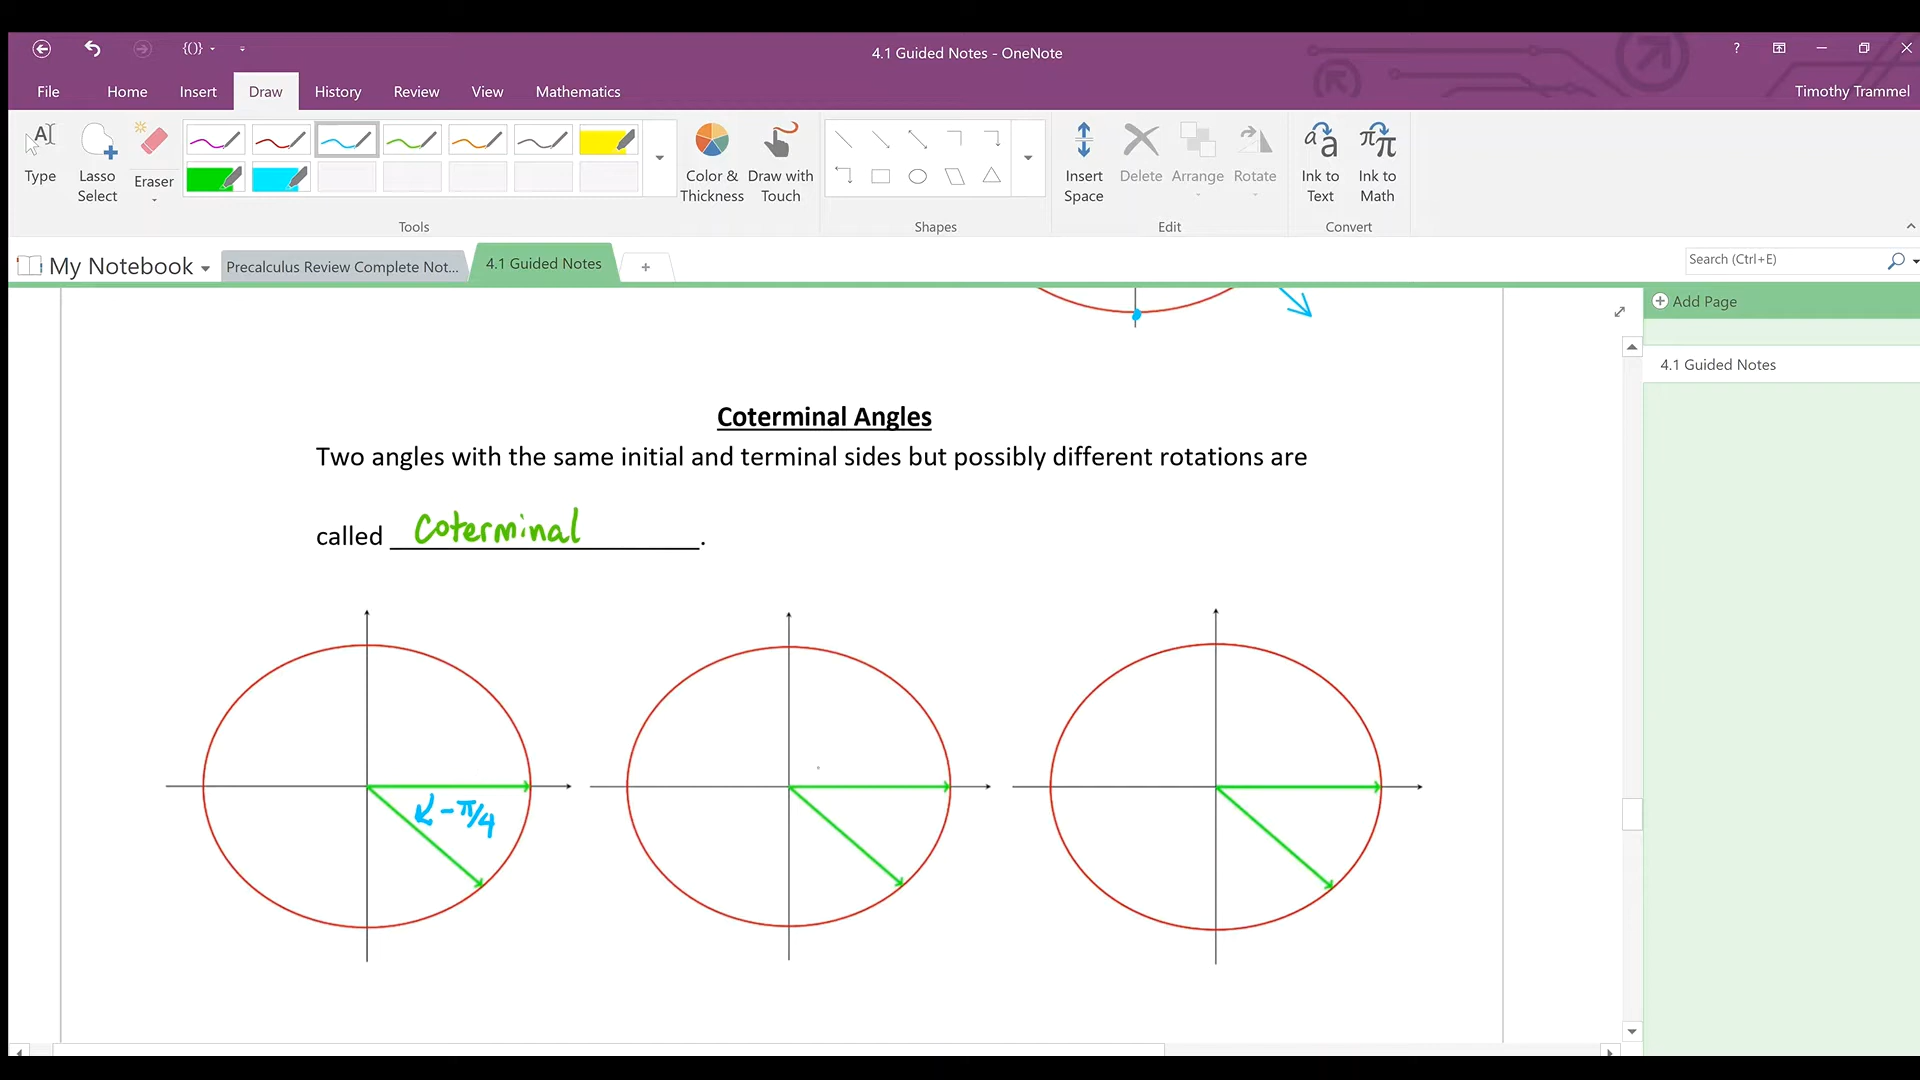 {()}
4.1 Guided Notes - OneNote
?
File Home Insert Draw History Review View Mathematics
Timothy Trammel
Type
Lasso Select
Eraser
Color & Thickness
Draw with Touch
Insert Space
Delete
Arrange
Rotate
Ink to Text
Ink to Math
Tools
Shapes
Edit
Convert
My Notebook
Precalculus Review Complete Not...
4.1 Guided Notes
+
Search (Ctrl+E)
Add Page
4.1 Guided Notes
Coterminal Angles
Two angles with the same initial and terminal sides but possibly different rotations are
called coterminal.
-π/4